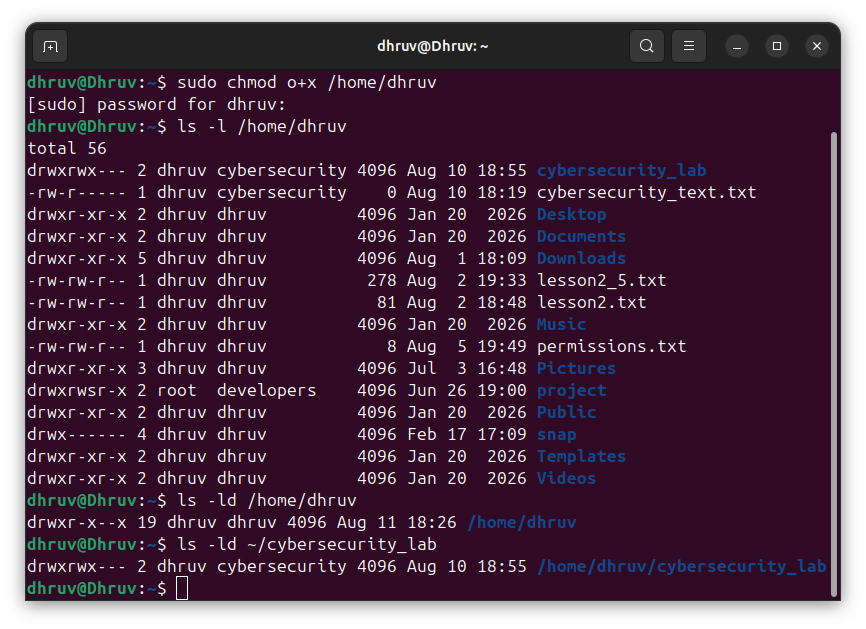 dhruv@Dhruv: ~
dhruv@Dhruv:~$ sudo chmod o+x /home/dhruv
[sudo] password for dhruv:
dhruv@Dhruv:~$ ls -l /home/dhruv
total 56
drwxrwx--- 2 dhruv cybersecurity 4096 Aug 10 18:55 cybersecurity_lab
-rw-r----- 1 dhruv cybersecurity    0 Aug 10 18:19 cybersecurity_text.txt
drwxr-xr-x 2 dhruv dhruv         4096 Jan 20  2026 Desktop
drwxr-xr-x 2 dhruv dhruv         4096 Jan 20  2026 Documents
drwxr-xr-x 5 dhruv dhruv         4096 Aug  1 18:09 Downloads
-rw-rw-r-- 1 dhruv dhruv          278 Aug  2 19:33 lesson2_5.txt
-rw-rw-r-- 1 dhruv dhruv           81 Aug  2 18:48 lesson2.txt
drwxr-xr-x 2 dhruv dhruv         4096 Jan 20  2026 Music
-rw-rw-r-- 1 dhruv dhruv            8 Aug  5 19:49 permissions.txt
drwxr-xr-x 3 dhruv dhruv         4096 Jul  3 16:48 Pictures
drwxrwsr-x 2 root  developers    4096 Jun 26 19:00 project
drwxr-xr-x 2 dhruv dhruv         4096 Jan 20  2026 Public
drwx------ 4 dhruv dhruv         4096 Feb 17 17:09 snap
drwxr-xr-x 2 dhruv dhruv         4096 Jan 20  2026 Templates
drwxr-xr-x 2 dhruv dhruv         4096 Jan 20  2026 Videos
dhruv@Dhruv:~$ ls -ld /home/dhruv
drwxr-x--x 19 dhruv dhruv 4096 Aug 11 18:26 /home/dhruv
dhruv@Dhruv:~$ ls -ld ~/cybersecurity_lab
drwxrwx--- 2 dhruv cybersecurity 4096 Aug 10 18:55 /home/dhruv/cybersecurity_lab
dhruv@Dhruv:~$